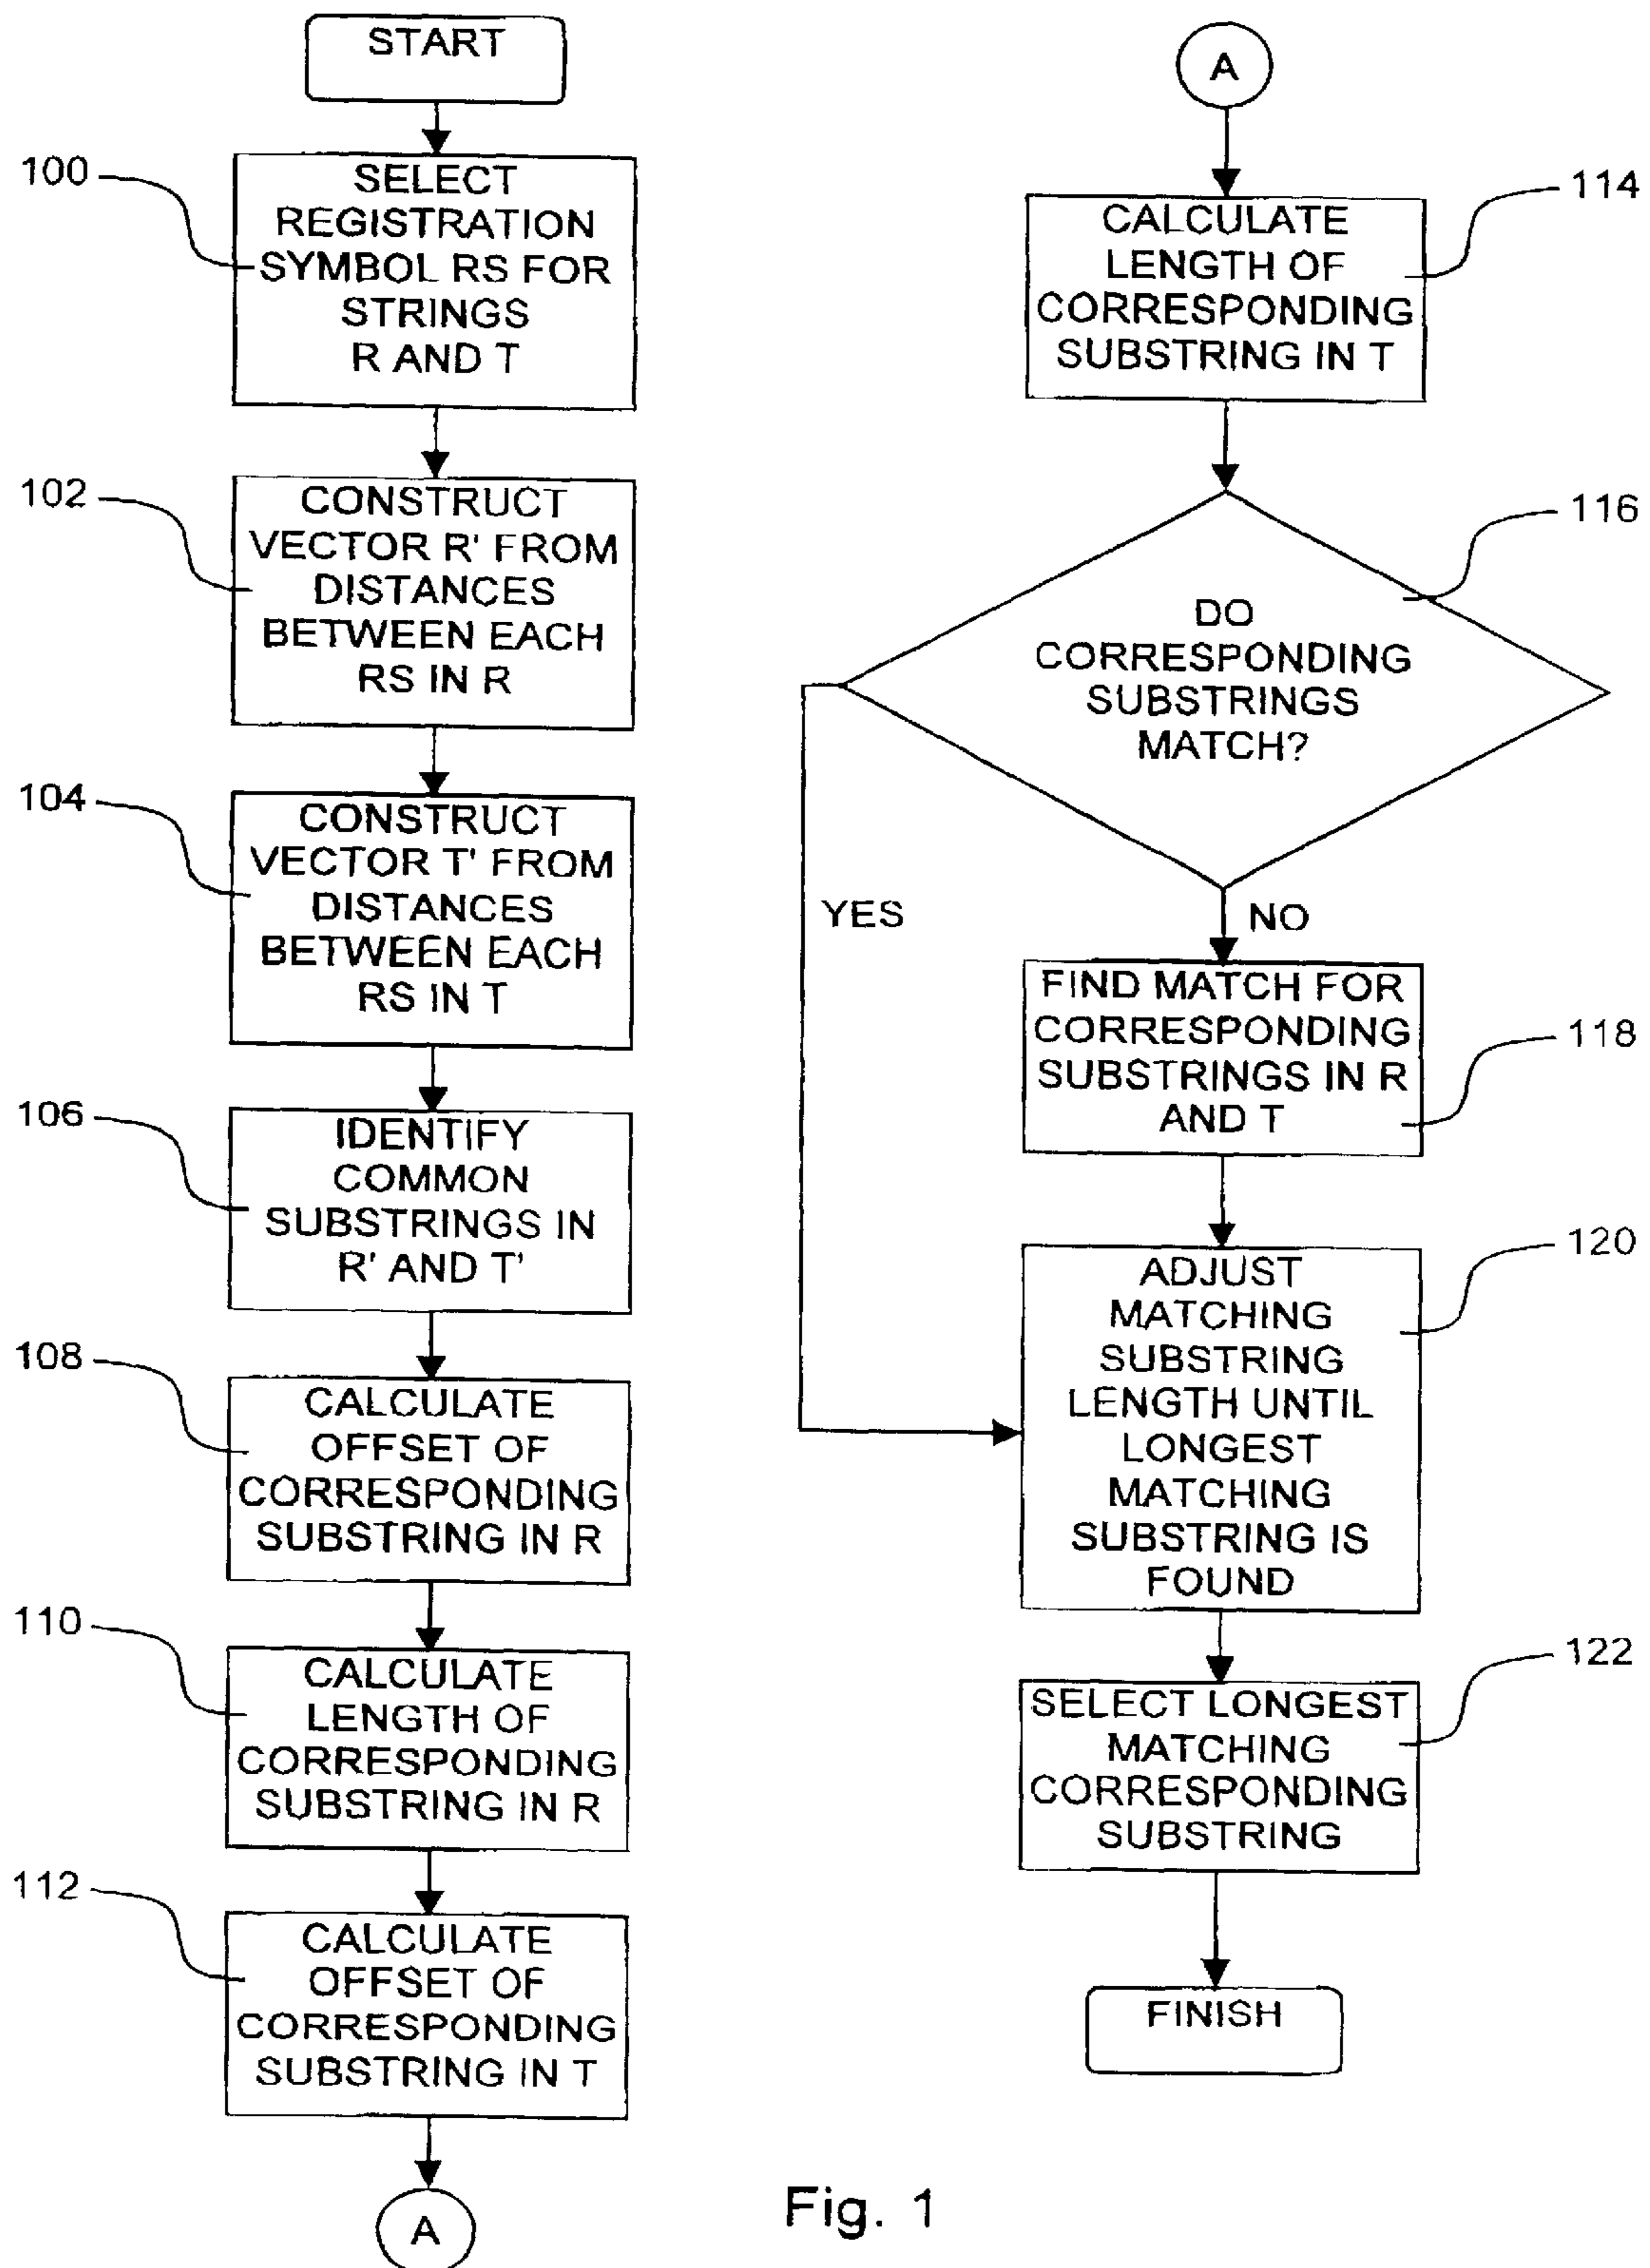 START
100
SELECT
REGISTRATION
SYMBOL RS FOR
STRINGS
R AND T
102
CONSTRUCT
VECTOR R' FROM
DISTANCES
BETWEEN EACH
RS IN R
104
CONSTRUCT
VECTOR T' FROM
DISTANCES
BETWEEN EACH
RS IN T
106
IDENTIFY
COMMON
SUBSTRINGS IN
R' AND T'
108
CALCULATE
OFFSET OF
CORRESPONDING
SUBSTRING IN R
110
CALCULATE
LENGTH OF
CORRESPONDING
SUBSTRING IN R
112
CALCULATE
OFFSET OF
CORRESPONDING
SUBSTRING IN T
A
A
114
CALCULATE
LENGTH OF
CORRESPONDING
SUBSTRING IN T
116
DO
CORRESPONDING
SUBSTRINGS
MATCH?
YES
NO
FIND MATCH FOR
CORRESPONDING
SUBSTRINGS IN R
AND T
118
120
ADJUST
MATCHING
SUBSTRING
LENGTH UNTIL
LONGEST
MATCHING
SUBSTRING IS
FOUND
122
SELECT LONGEST
MATCHING
CORRESPONDING
SUBSTRING
FINISH
Fig. 1